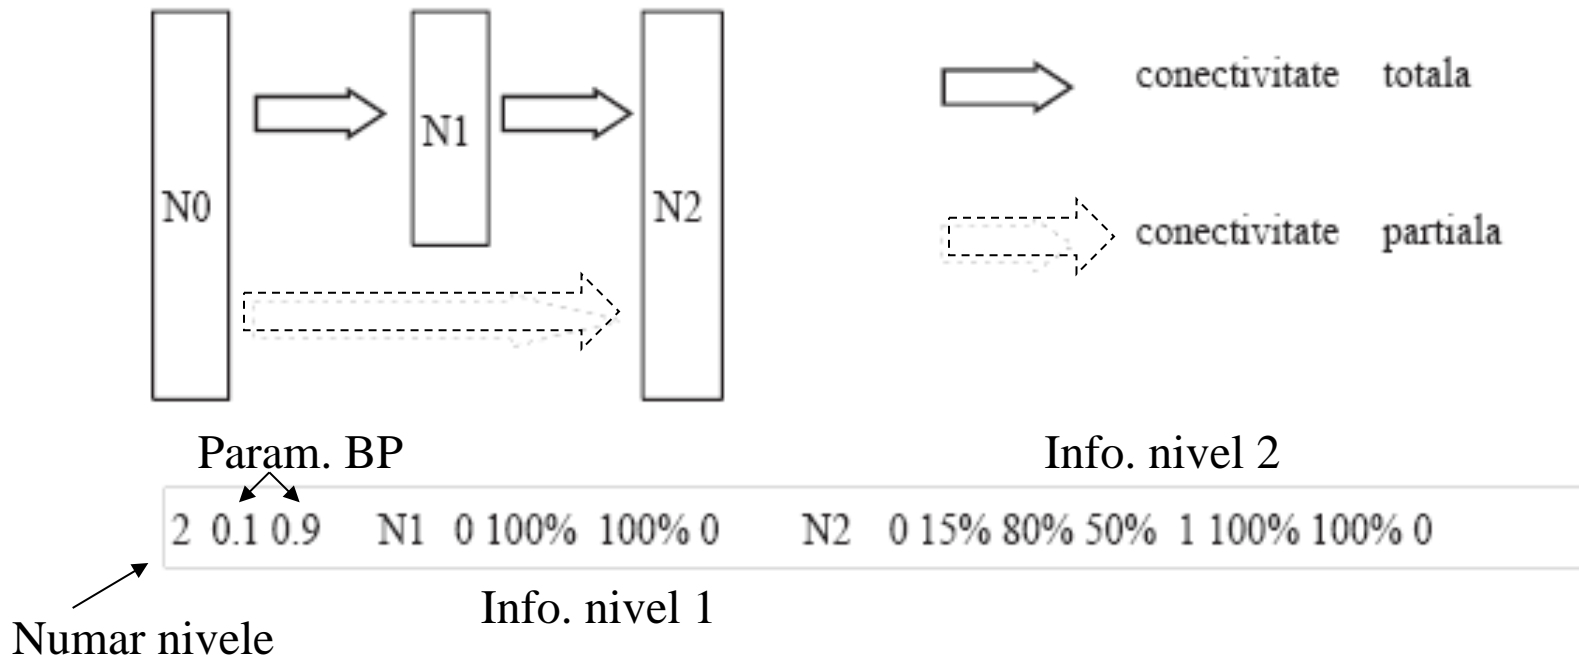 N0
N1
N2
conectivitate totala
conectivitate partiala
Param. BP
Info. nivel 2
2 0.1 0.9 N1 0 100% 100% 0 N2 0 15% 80% 50% 1 100% 100% 0
Info. nivel 1
Numar nivele